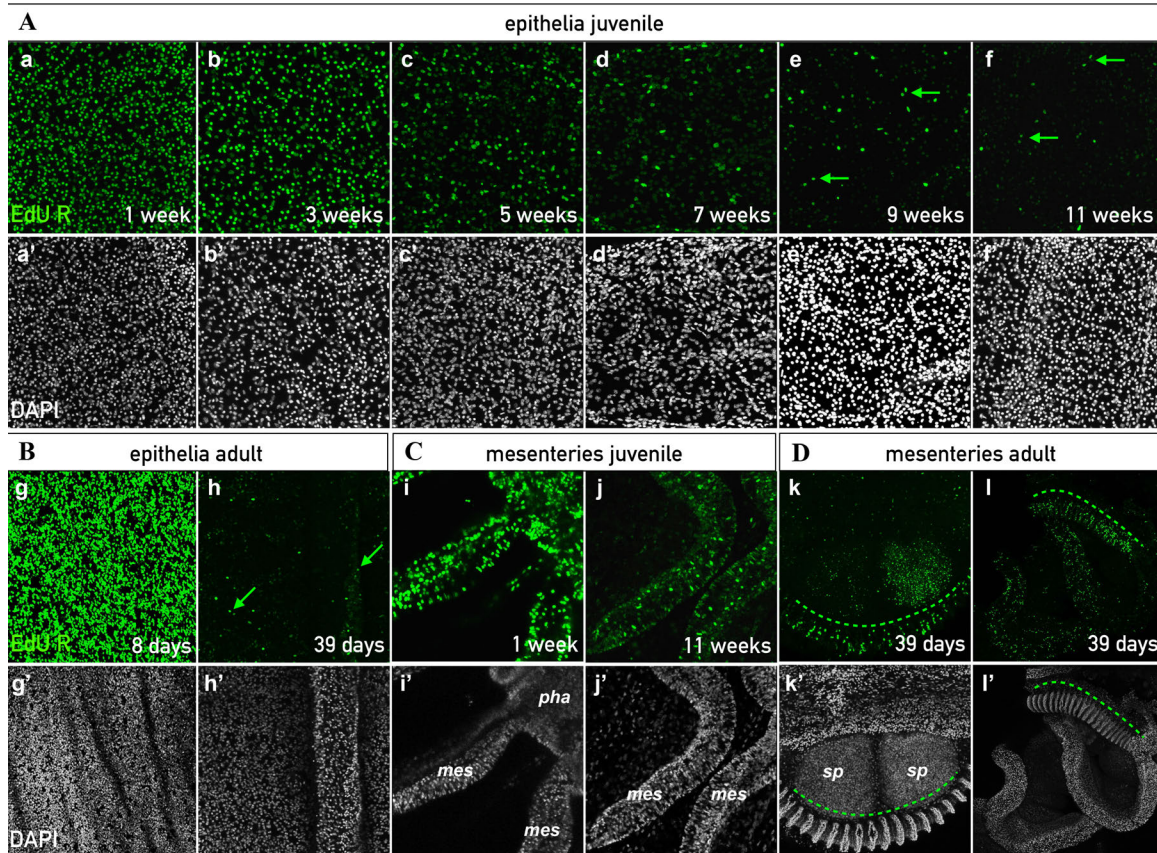 A epithelia juvenile
a b c d e f
EdU R 1 week 3 weeks 5 weeks 7 weeks 9 weeks 11 weeks
a' b' c' d' e' f'
DAPI
B epithelia adult C mesenteries juvenile D mesenteries adult
g h i j k l
EdU R 8 days 39 days 1 week 11 weeks 39 days 39 days
g' h' i' j' k' l'
pha
mes mes mes mes sp sp
DAPI